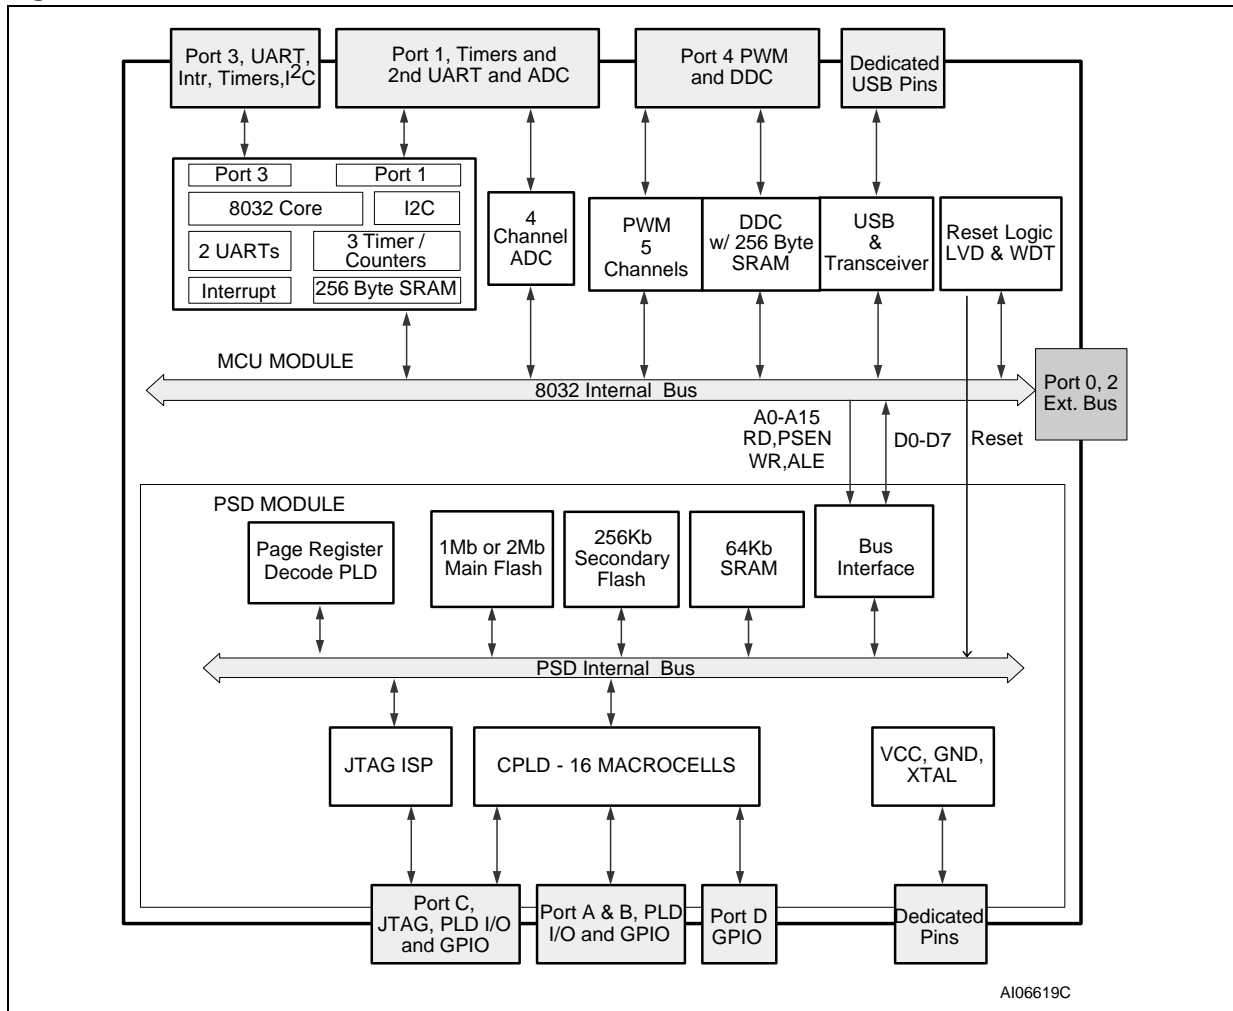 Port 3, UART,
Intr, Timers,I2C
Port 1, Timers and
2nd UART and ADC
Port 4 PWM
and DDC
Dedicated
USB Pins
Port 3
Port 1
8032 Core
I2C
2 UARTs
3 Timer /
Counters
Interrupt
256 Byte SRAM
4
Channel
ADC
PWM
5
Channels
DDC
w/ 256 Byte
SRAM
USB
&
Transceiver
Reset Logic
LVD & WDT
MCU MODULE
8032 Internal Bus
Port 0, 2
Ext. Bus
A0-A15
RD,PSEN
WR,ALE
D0-D7
Reset
PSD MODULE
Page Register
Decode PLD
1Mb or 2Mb
Main Flash
256Kb
Secondary
Flash
64Kb
SRAM
Bus
Interface
PSD Internal Bus
JTAG ISP
CPLD - 16 MACROCELLS
VCC, GND,
XTAL
Port C,
JTAG, PLD I/O
and GPIO
Port A & B, PLD
I/O and GPIO
Port D
GPIO
Dedicated
Pins
AI06619C